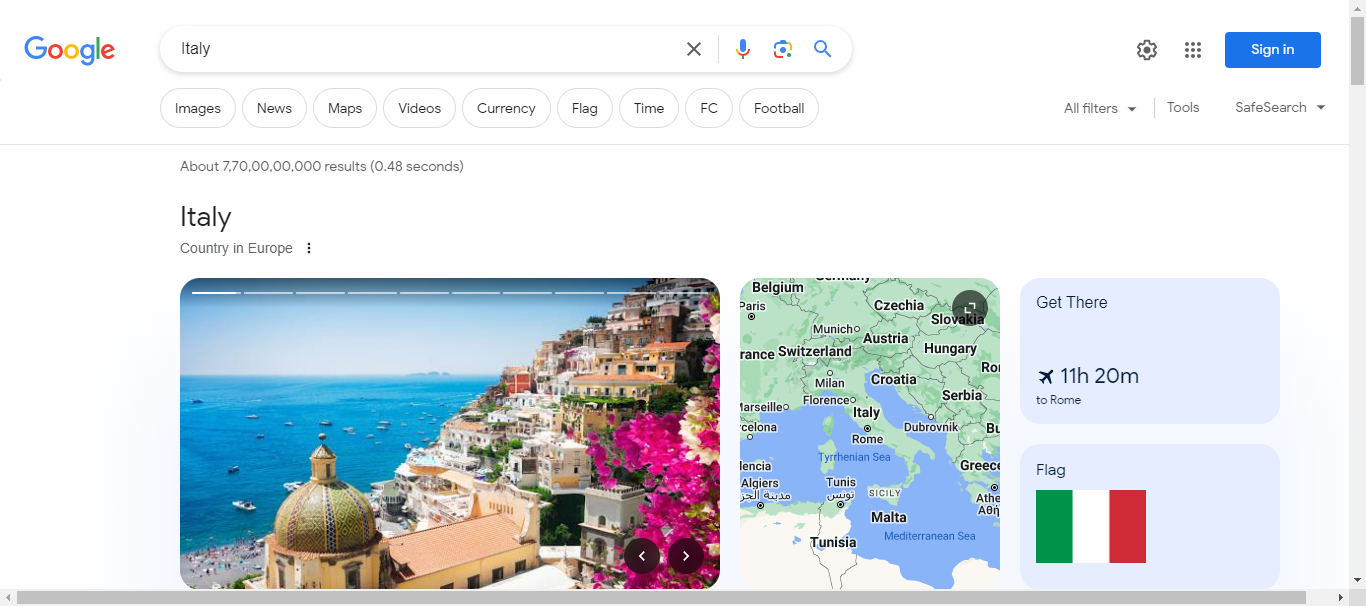 Google
Italy
Sign in
Images
News
Maps
Videos
Currency
Flag
Time
FC
Football
All filters
Tools
SafeSearch
About 7,70,00,00,000 results (0.48 seconds)
Italy
Country in Europe
Germany
Belgium
Paris
Czechia
Slovakia
Munich
Austria
rance
Switzerland
Hungary
Ro
Milan
Croatia
Serbia
Florence
Marseille
Italy
rcelona
Dubrovnik
Bu
Rome
Tyrrhenian Sea
lencia
Greece
Algiers
مدينة الجز
Tunis
تونس
SICILY
Athe
Αθή
Malta
Mediterranean Sea
Tunisia
Get There
11h 20m
to Rome
Flag